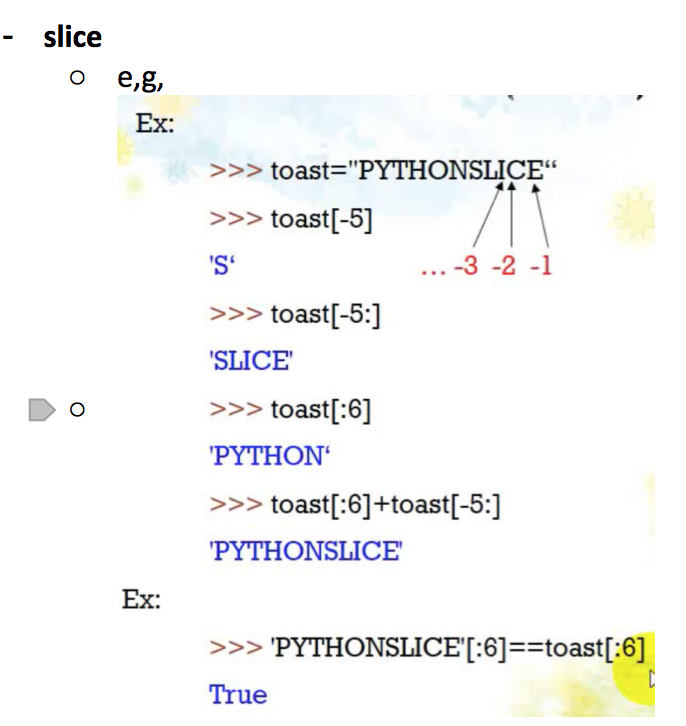 - slice
○ e,g,
Ex:
>>> toast="PYTHONSLICE“
>>> toast[-5]
'S‘
... -3 -2 -1
>>> toast[-5:]
'SLICE'
○ >>> toast[:6]
'PYTHON‘
>>> toast[:6]+toast[-5:]
'PYTHONSLICE'
Ex:
>>> 'PYTHONSLICE'[:6]==toast[:6]
True